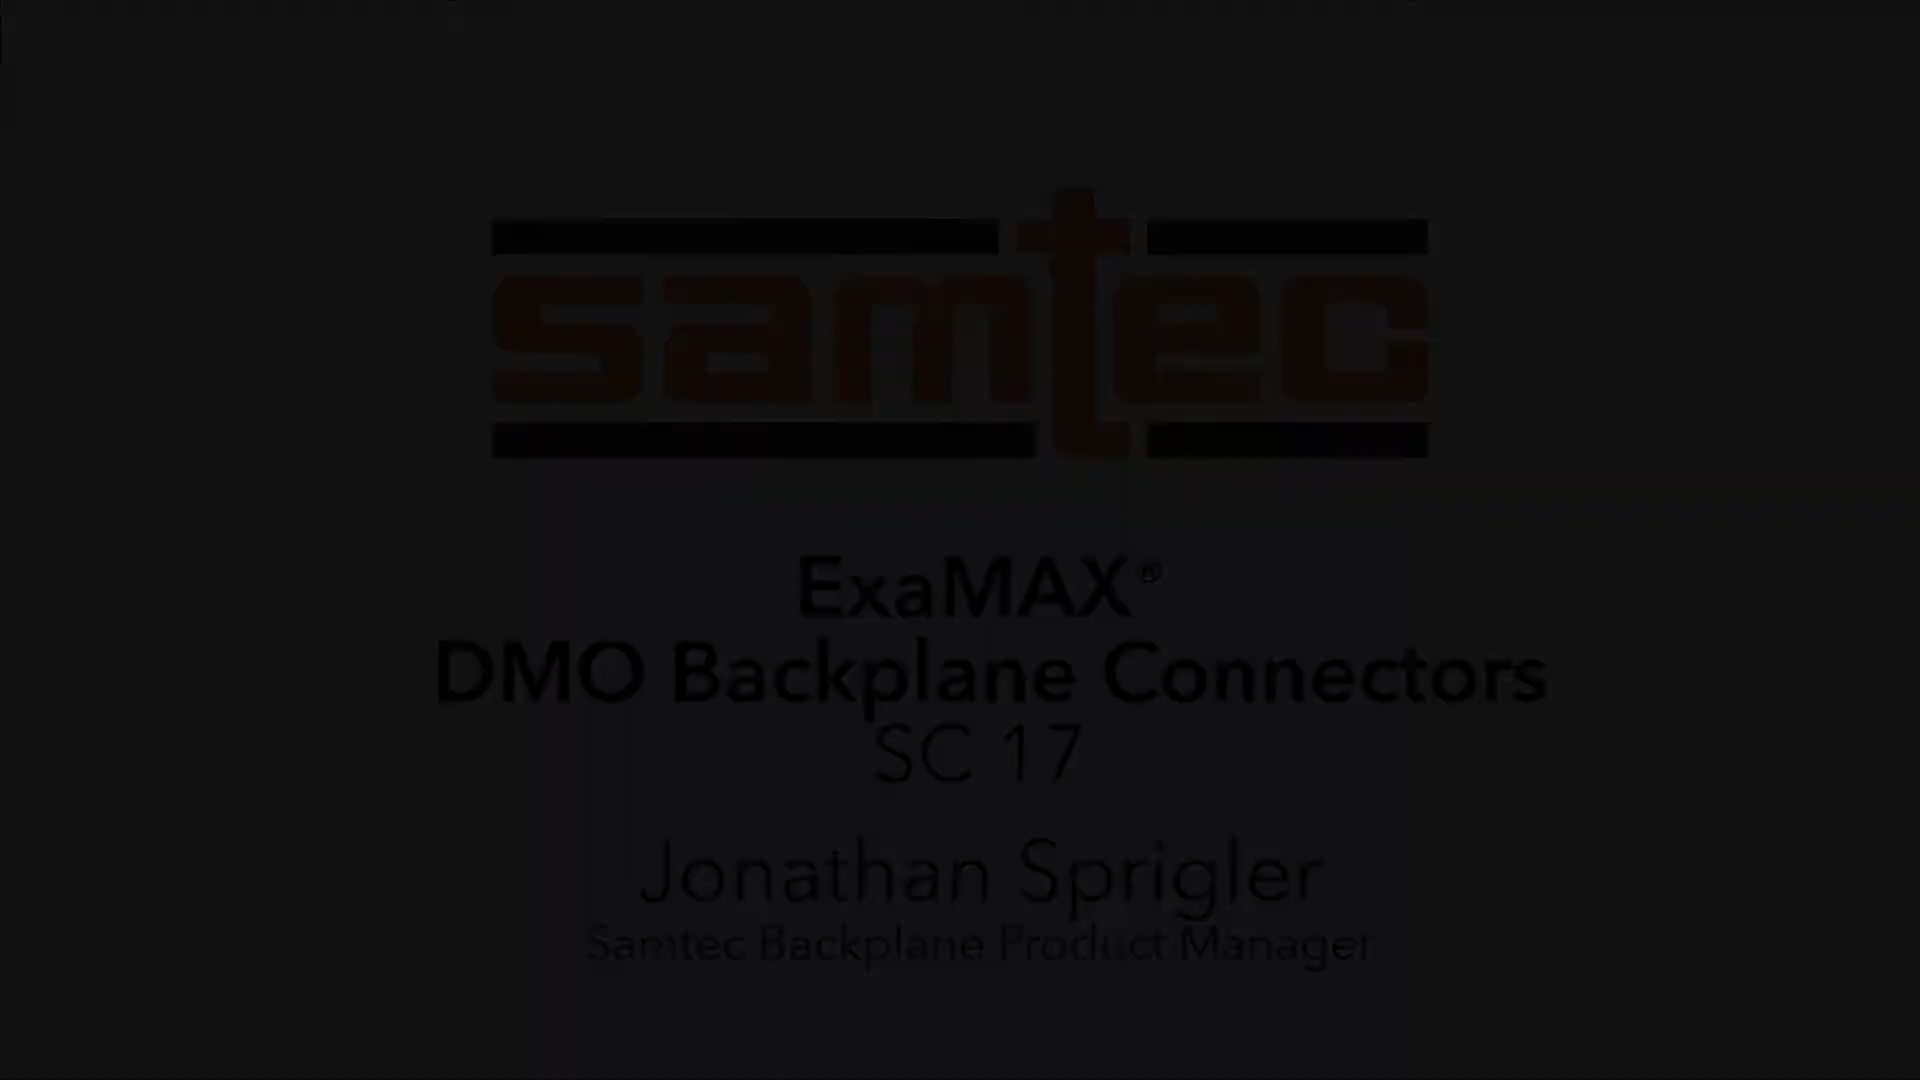 samtec
ExaMAX®
DMO Backplane Connectors
SC 17
Jonathan Sprigler
Samtec Backplane Product Manager